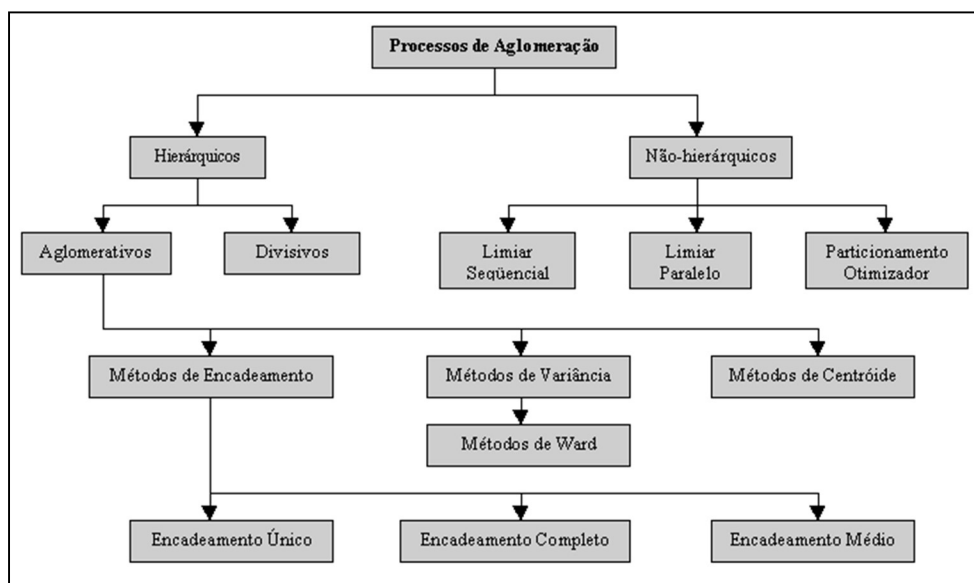 Processos de Aglomeração
Hierárquicos
Não-hierárquicos
Aglomerativos
Divisivos
Limiar
Seqüencial
Limiar
Paralelo
Particionamento
Otimizador
Métodos de Encadeamento
Métodos de Variância
Métodos de Centróide
Métodos de Ward
Encadeamento Único
Encadeamento Completo
Encadeamento Médio